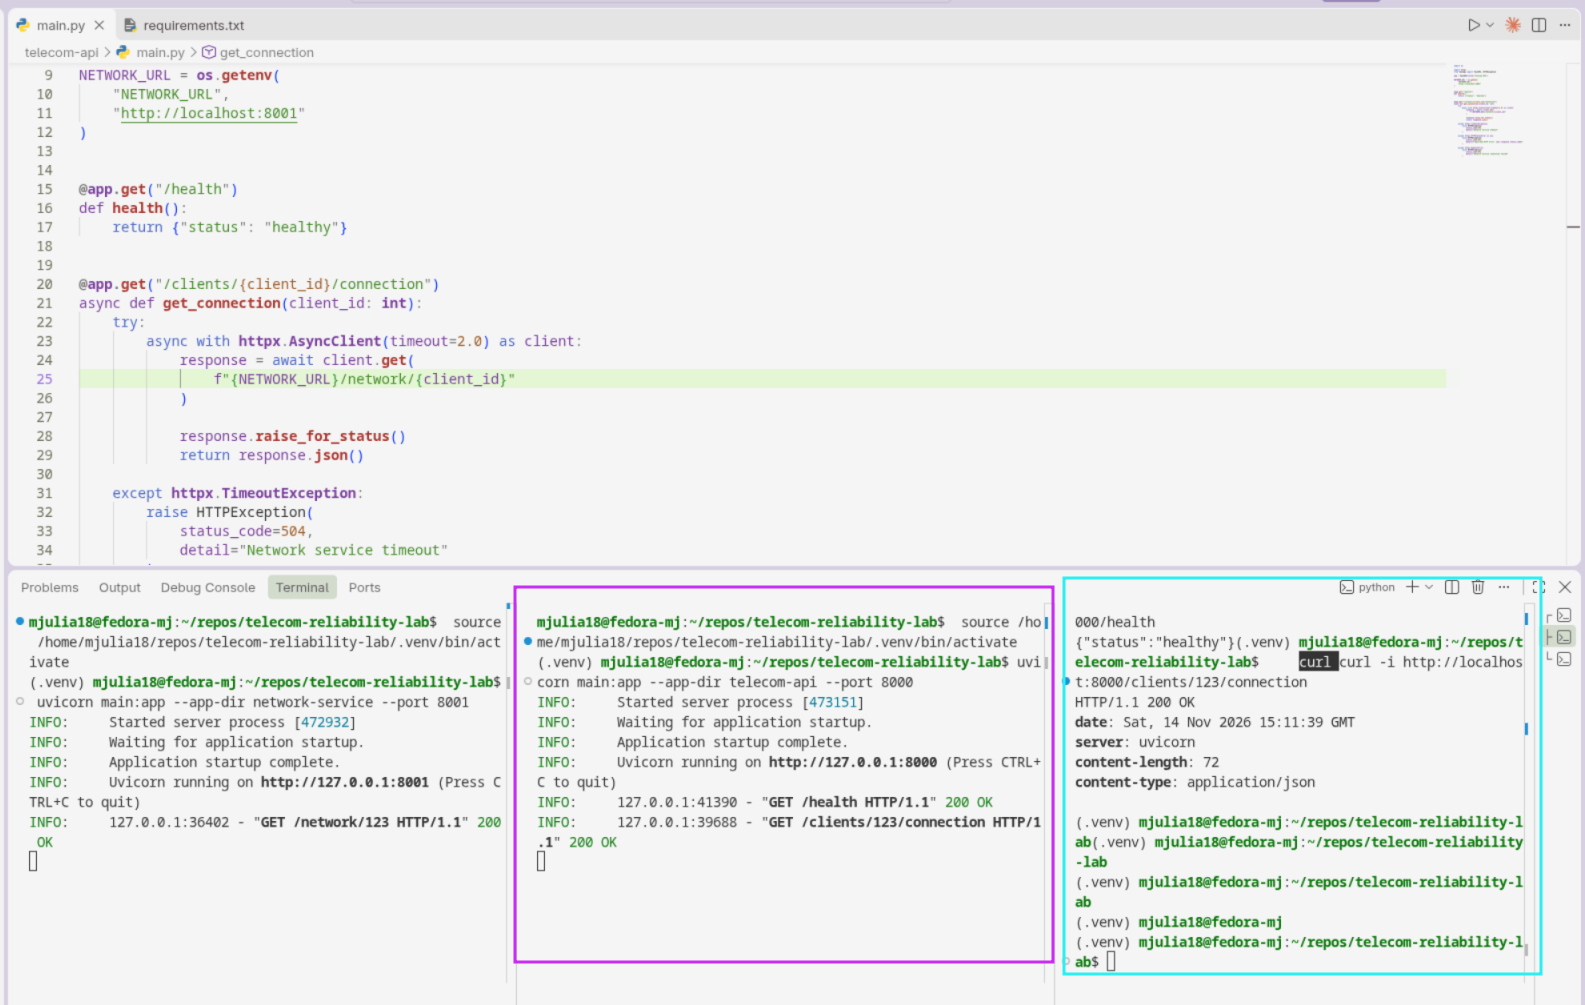 main.py
requirements.txt
telecom-api > main.py > get_connection
9 NETWORK_URL = os.getenv(
10 "NETWORK_URL",
11 "http://localhost:8001"
12 )
13
14
15 @app.get("/health")
16 def health():
17 return {"status": "healthy"}
18
19
20 @app.get("/clients/{client_id}/connection")
21 async def get_connection(client_id: int):
22 try:
23 async with httpx.AsyncClient(timeout=2.0) as client:
24 response = await client.get(
25 f"{NETWORK_URL}/network/{client_id}"
26 )
27
28 response.raise_for_status()
29 return response.json()
30
31 except httpx.TimeoutException:
32 raise HTTPException(
33 status_code=504,
34 detail="Network service timeout"
Problems Output Debug Console Terminal Ports
python
mjulia18@fedora-mj:~/repos/telecom-reliability-lab$ source
/home/mjulia18/repos/telecom-reliability-lab/.venv/bin/act
ivate
(.venv) mjulia18@fedora-mj:~/repos/telecom-reliability-lab$
uvicorn main:app --app-dir network-service --port 8001
INFO: Started server process [472932]
INFO: Waiting for application startup.
INFO: Application startup complete.
INFO: Uvicorn running on http://127.0.0.1:8001 (Press C
TRL+C to quit)
INFO: 127.0.0.1:36402 - "GET /network/123 HTTP/1.1" 200
OK
mjulia18@fedora-mj:~/repos/telecom-reliability-lab$ source /ho
me/mjulia18/repos/telecom-reliability-lab/.venv/bin/activate
(.venv) mjulia18@fedora-mj:~/repos/telecom-reliability-lab$ uvi
corn main:app --app-dir telecom-api --port 8000
INFO: Started server process [473151]
INFO: Waiting for application startup.
INFO: Application startup complete.
INFO: Uvicorn running on http://127.0.0.1:8000 (Press CTRL+
C to quit)
INFO: 127.0.0.1:41390 - "GET /health HTTP/1.1" 200 OK
INFO: 127.0.0.1:39688 - "GET /clients/123/connection HTTP/1
.1" 200 OK
000/health
{"status":"healthy"}(.venv) mjulia18@fedora-mj:~/repos/t
elecom-reliability-lab$ curl curl -i http://localhos
t:8000/clients/123/connection
HTTP/1.1 200 OK
date: Sat, 14 Nov 2026 15:11:39 GMT
server: uvicorn
content-length: 72
content-type: application/json
(.venv) mjulia18@fedora-mj:~/repos/telecom-reliability-l
ab(.venv) mjulia18@fedora-mj:~/repos/telecom-reliability
-lab
(.venv) mjulia18@fedora-mj:~/repos/telecom-reliability-l
ab
(.venv) mjulia18@fedora-mj
(.venv) mjulia18@fedora-mj:~/repos/telecom-reliability-l
ab$